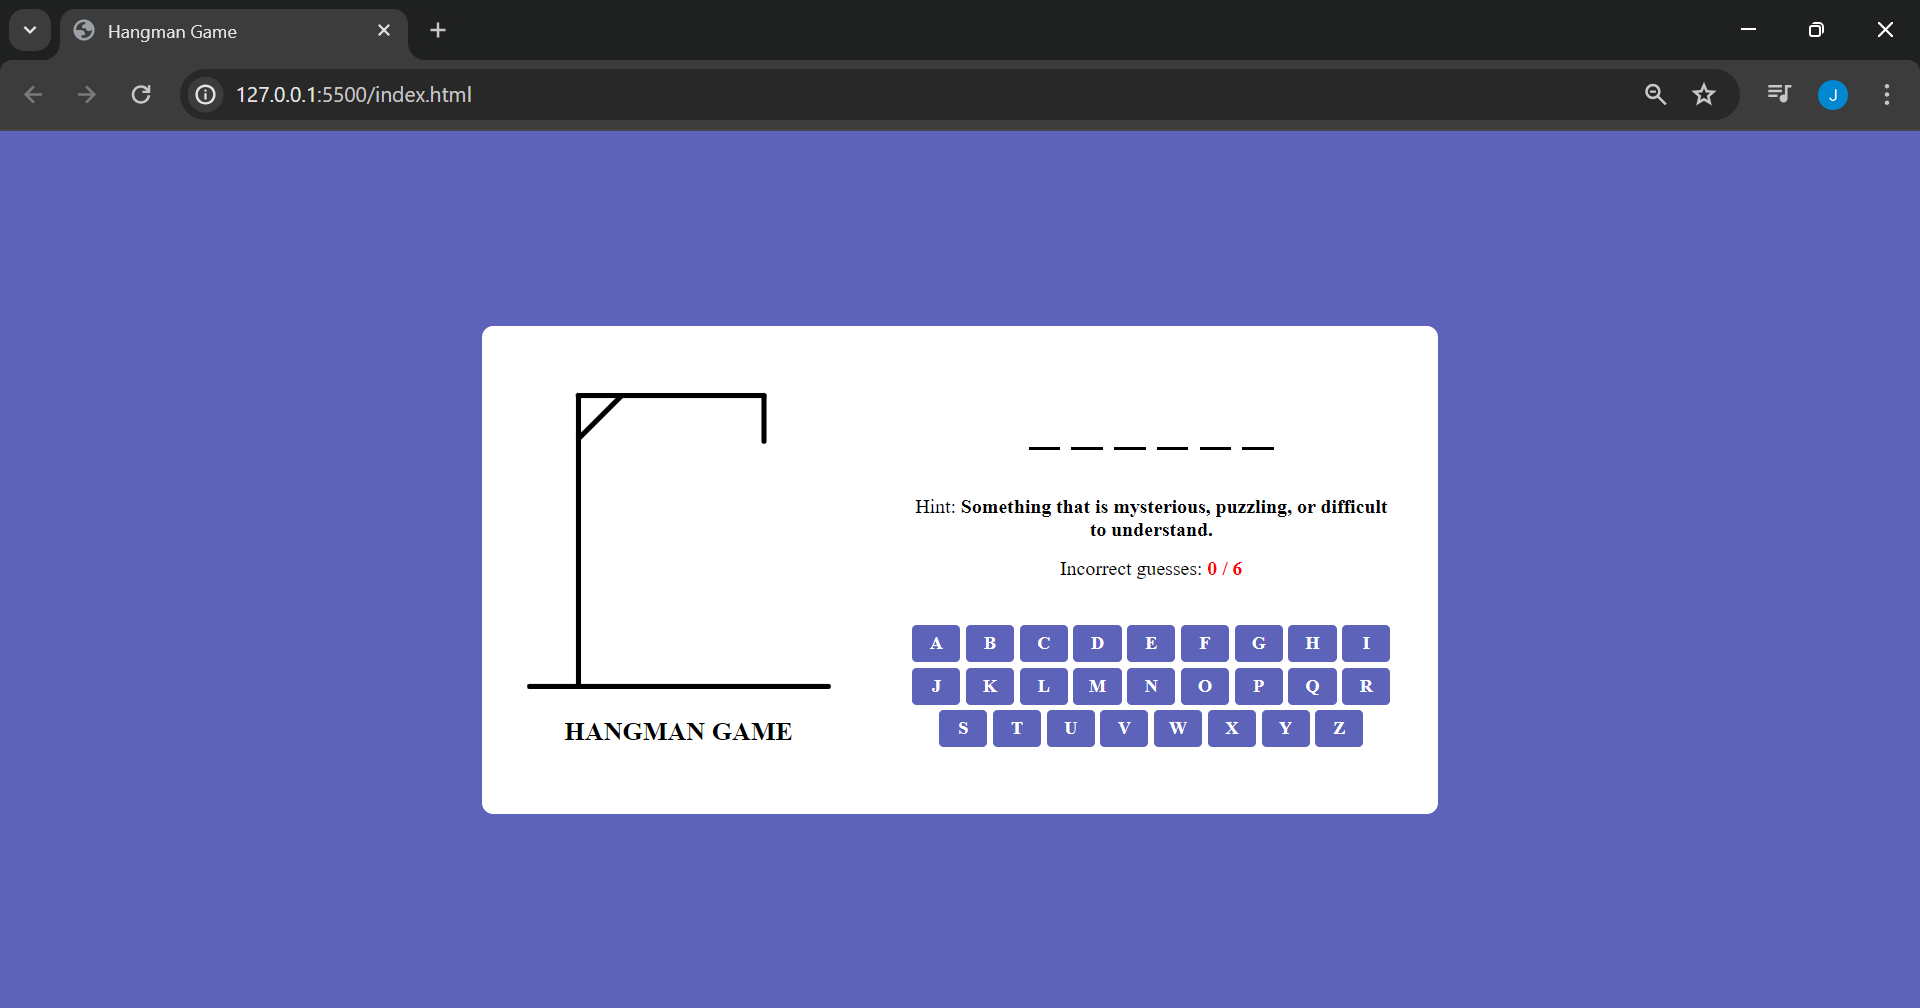 Hangman Game
127.0.0.1:5500/index.html
J
Hint: Something that is mysterious, puzzling, or difficult
to understand.
Incorrect guesses: 0 / 6
A B C D E F G H I
J K L M N O P Q R
S T U V W X Y Z
HANGMAN GAME